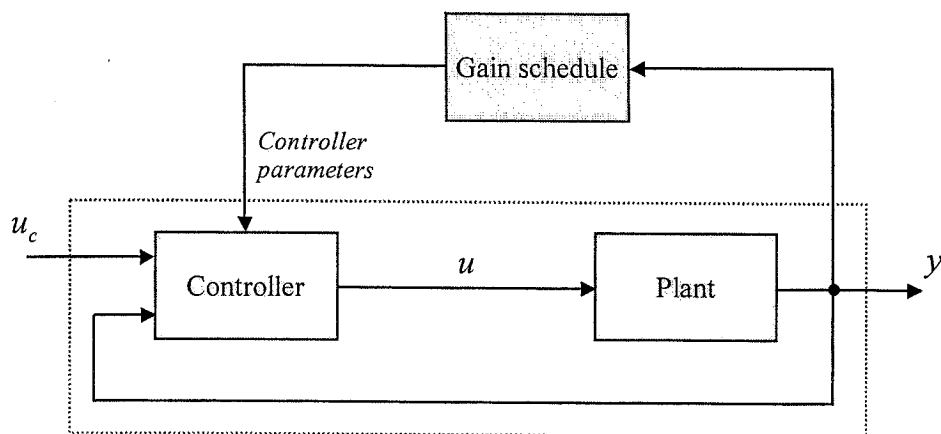 Gain schedule
Controller
parameters
u_c
Controller
u
Plant
y